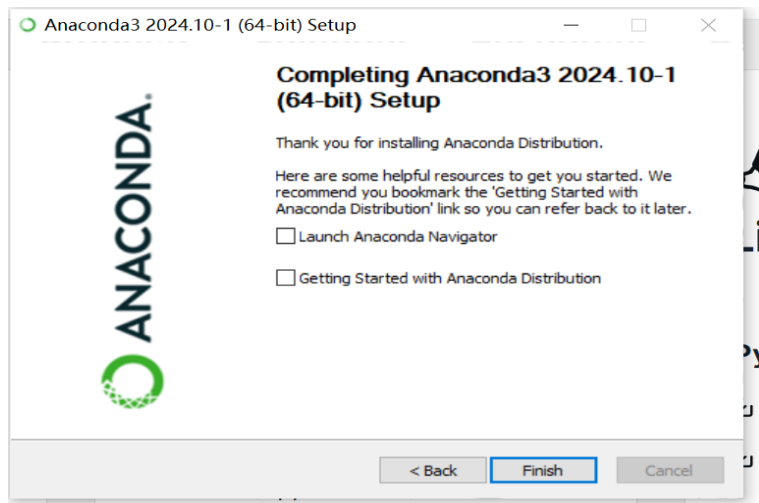 Anaconda3 2024.10-1 (64-bit) Setup
ANACONDA.
Completing Anaconda3 2024.10-1
(64-bit) Setup
Thank you for installing Anaconda Distribution.
Here are some helpful resources to get you started. We
recommend you bookmark the 'Getting Started with
Anaconda Distribution' link so you can refer back to it later.
Launch Anaconda Navigator
Getting Started with Anaconda Distribution
< Back
Finish
Cancel